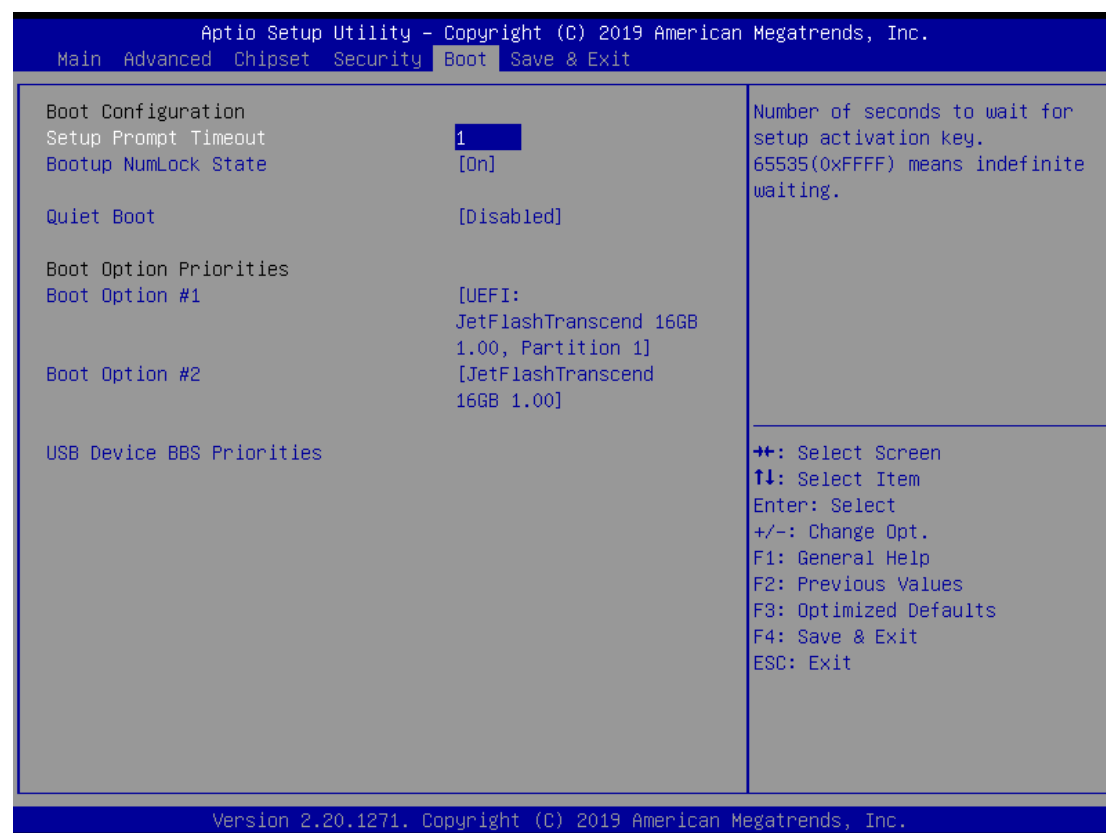 Aptio Setup Utility – Copyright (C) 2019 American Megatrends, Inc.
Main Advanced Chipset Security Boot Save & Exit
Boot Configuration
Setup Prompt Timeout 1
Bootup NumLock State [On]
Quiet Boot [Disabled]
Boot Option Priorities
Boot Option #1 [UEFI:
JetFlashTranscend 16GB
1.00, Partition 1]
Boot Option #2 [JetFlashTranscend
16GB 1.00]
USB Device BBS Priorities
Number of seconds to wait for
setup activation key.
65535(0xFFFF) means indefinite
waiting.
→←: Select Screen
↑↓: Select Item
Enter: Select
+/-: Change Opt.
F1: General Help
F2: Previous Values
F3: Optimized Defaults
F4: Save & Exit
ESC: Exit
Version 2.20.1271. Copyright (C) 2019 American Megatrends, Inc.